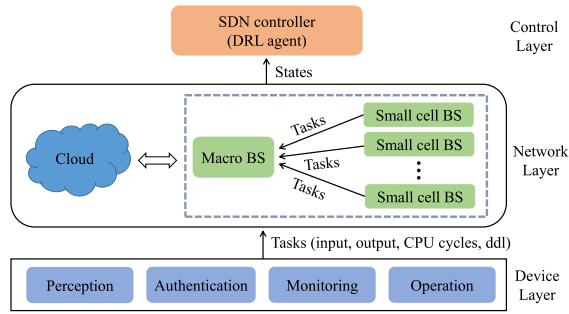 SDN controller
(DRL agent)
Control
Layer
States
Small cell BS
Tasks
Cloud
Macro BS
Small cell BS
Tasks
Network
Layer
Tasks
Small cell BS
Tasks (input, output, CPU cycles, ddl)
Perception
Authentication
Monitoring
Operation
Device
Layer